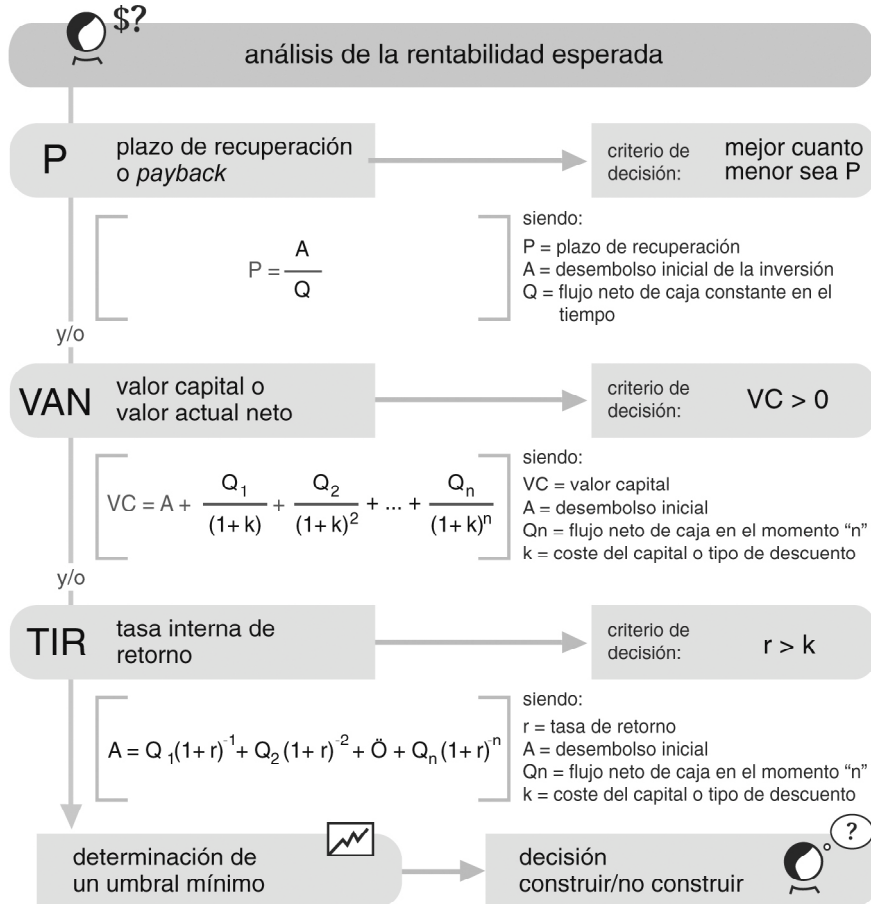 $?
análisis de la rentabilidad esperada
P
plazo de recuperación
o payback
criterio de
decisión:
mejor cuanto
menor sea P
P = A / Q
siendo:
P = plazo de recuperación
A = desembolso inicial de la inversión
Q = flujo neto de caja constante en el
tiempo
y/o
VAN
valor capital o
valor actual neto
criterio de
decisión:
VC > 0
VC = A + Q₁ / (1+k) + Q₂ / (1+k)² + ... + Qₙ / (1+k)ⁿ
siendo:
VC = valor capital
A = desembolso inicial
Qn = flujo neto de caja en el momento “n”
k = coste del capital o tipo de descuento
y/o
TIR
tasa interna de
retorno
criterio de
decisión:
r > k
A = Q₁(1+r)⁻¹ + Q₂(1+r)⁻² + Ö + Qₙ(1+r)⁻ⁿ
siendo:
r = tasa de retorno
A = desembolso inicial
Qn = flujo neto de caja en el momento “n”
k = coste del capital o tipo de descuento
determinación de
un umbral mínimo
decisión
construir/no construir
?